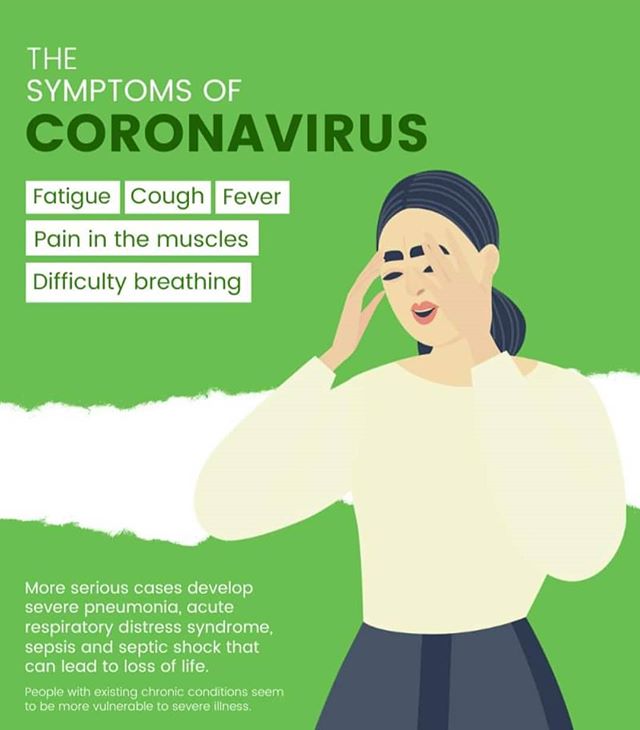 THE
SYMPTOMS OF
CORONAVIRUS
Fatigue Cough Fever
Pain in the muscles
Difficulty breathing
More serious cases develop
severe pneumonia, acute
respiratory distress syndrome,
sepsis and septic shock that
can lead to loss of life.
People with existing chronic conditions seem
to be more vulnerable to severe illness.